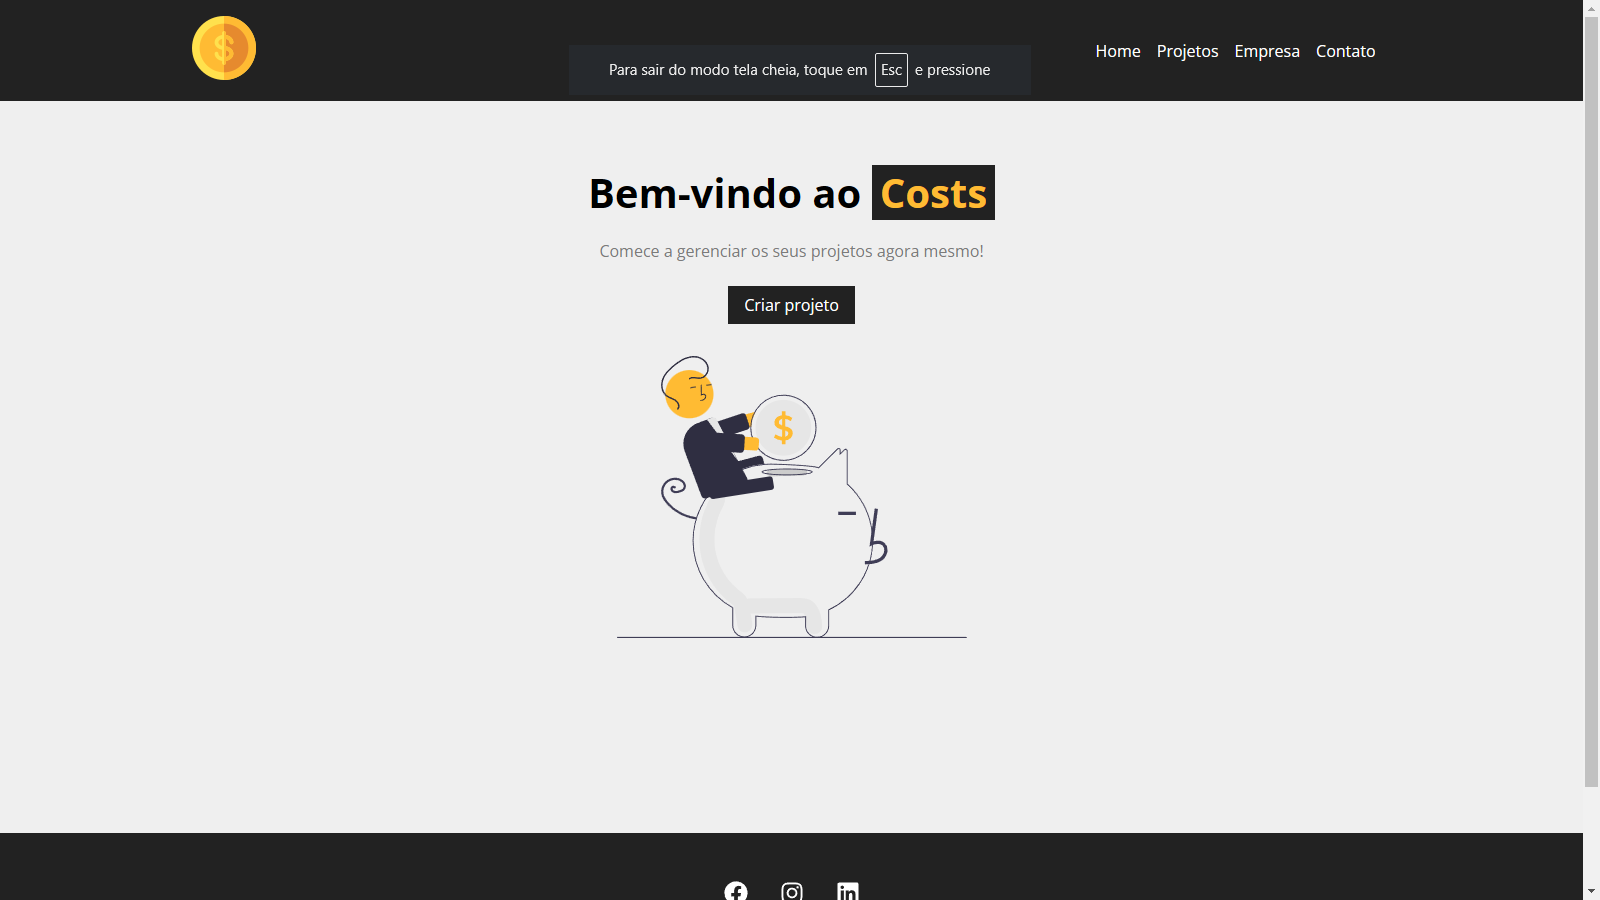 $
Home Projetos Empresa Contato
Para sair do modo tela cheia, toque em Esc e pressione
Bem-vindo ao Costs
Comece a gerenciar os seus projetos agora mesmo!
Criar projeto
$